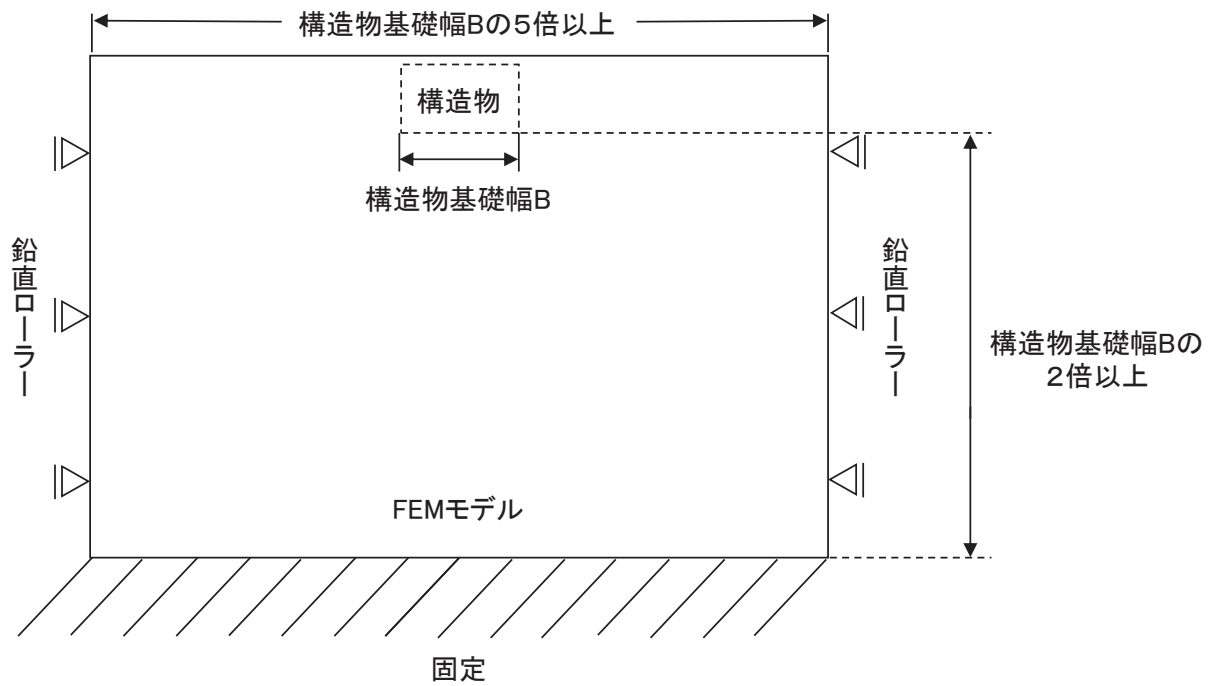 構造物基礎幅Bの５倍以上
構造物
構造物基礎幅B
鉛直ローラー
鉛直ローラー
構造物基礎幅Bの
２倍以上
FEMモデル
固定